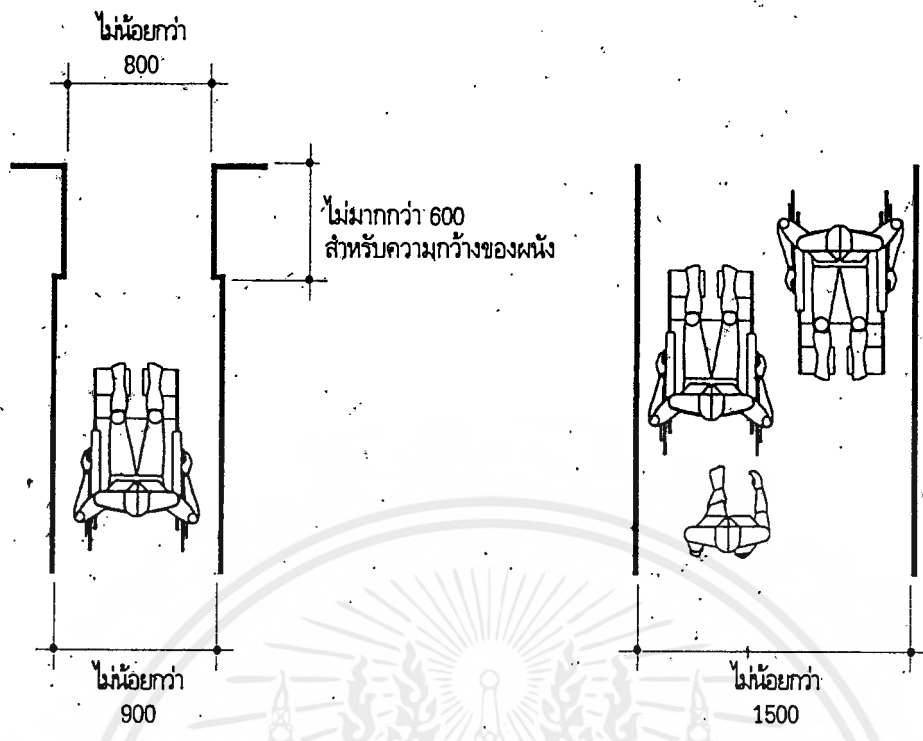 ไม่น้อยกว่า
800
ไม่มากกว่า 600
สำหรับความกว้างของผนัง
ไม่น้อยกว่า
900
ไม่น้อยกว่า
1500